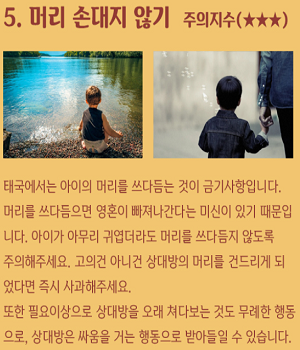 5. 머리 손대지 않기 주의지수(★★★)
태국에서는 아이의 머리를 쓰다듬는 것이 금기사항입니다.
머리를 쓰다듬으면 영혼이 빠져나간다는 미신이 있기 때문입
니다. 아이가 아무리 귀엽더라도 머리를 쓰다듬지 않도록
주의해주세요. 고의건 아니건 상대방의 머리를 건드리게 되
었다면 즉시 사과해주세요.
또한 필요이상으로 상대방을 오래 쳐다보는 것도 무례한 행동
으로, 상대방은 싸움을 거는 행동으로 받아들일 수 있습니다.